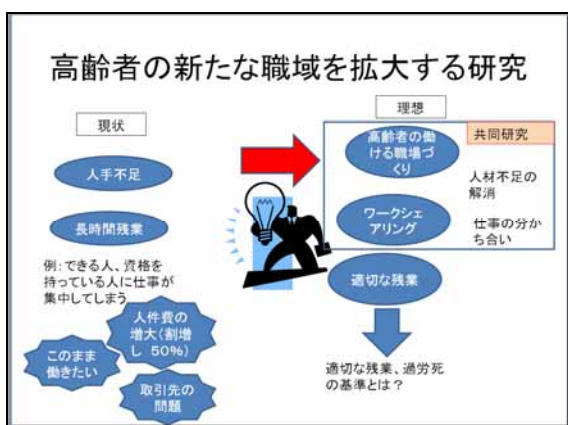 高齢者の新たな職域を拡大する研究
現状
人手不足
長時間残業
例:できる人、資格を
持っている人に仕事が
集中してしまう
人件費の
増大(割増
し 50%)
このまま
働きたい
取引先の
問題
理想
高齢者の働
ける職場づ
くり
共同研究
人材不足の
解消
ワークシェ
アリング
仕事の分か
ち合い
適切な残業
適切な残業、過労死
の基準とは?